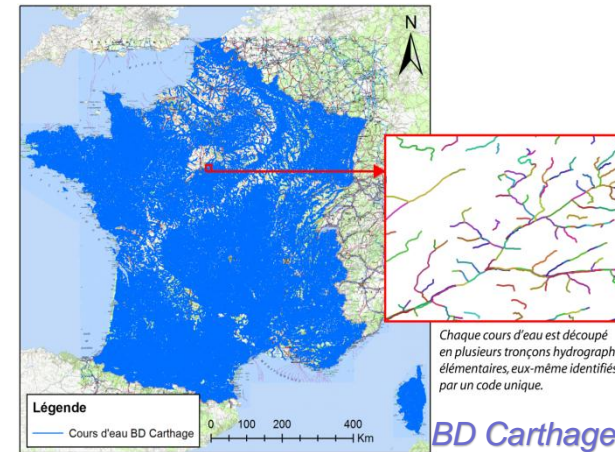 N
Chaque cours d'eau est découpé
en plusieurs tronçons hydrograph
élémentaires, eux-même identifiés
par un code unique.
Légende
Cours d'eau BD Carthage
0 100 200 400
Km
BD Carthage